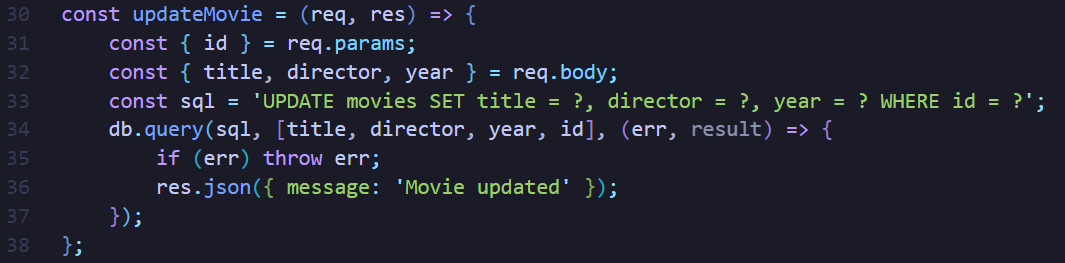 30 const updateMovie = (req, res) => {
31     const { id } = req.params;
32     const { title, director, year } = req.body;
33     const sql = 'UPDATE movies SET title = ?, director = ?, year = ? WHERE id = ?';
34     db.query(sql, [title, director, year, id], (err, result) => {
35         if (err) throw err;
36         res.json({ message: 'Movie updated' });
37     });
38 };